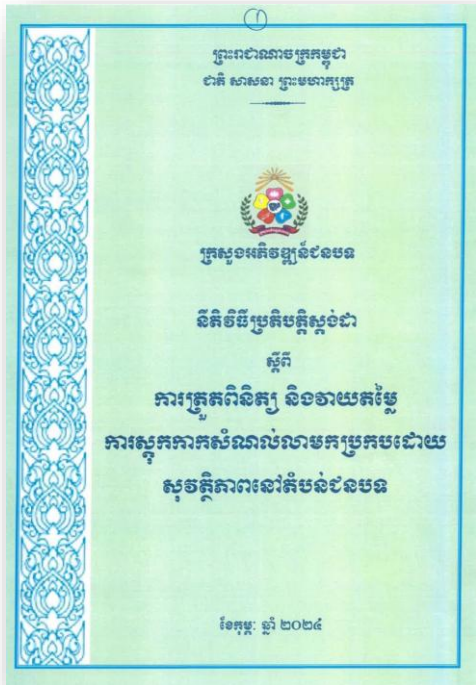 ១
ព្រះរាជាណាចក្រកម្ពុជា
ជាតិ សាសនា ព្រះមហាក្សត្រ
ក្រសួងអភិវឌ្ឍន៍ជនបទ
នីតិវិធីប្រតិបត្តិស្តង់ដា
ស្តីពី
ការត្រួតពិនិត្យ និងវាយតម្លៃ
ការស្តុកកាកសំណល់លាមកប្រកបដោយ
សុវត្ថិភាពនៅតំបន់ជនបទ
ខែកុម្ភៈ ឆ្នាំ ២០២៤